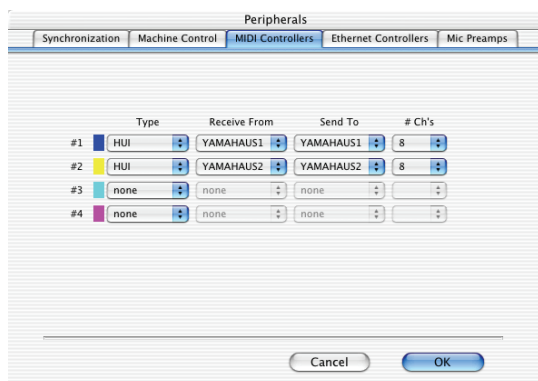 Peripherals
Synchronization Machine Control MIDI Controllers Ethernet Controllers Mic Preamps
Type Receive From Send To # Ch's
#1 HUI YAMAHAUS1 YAMAHAUS1 8
#2 HUI YAMAHAUS2 YAMAHAUS2 8
#3 none none none
#4 none none none
Cancel OK